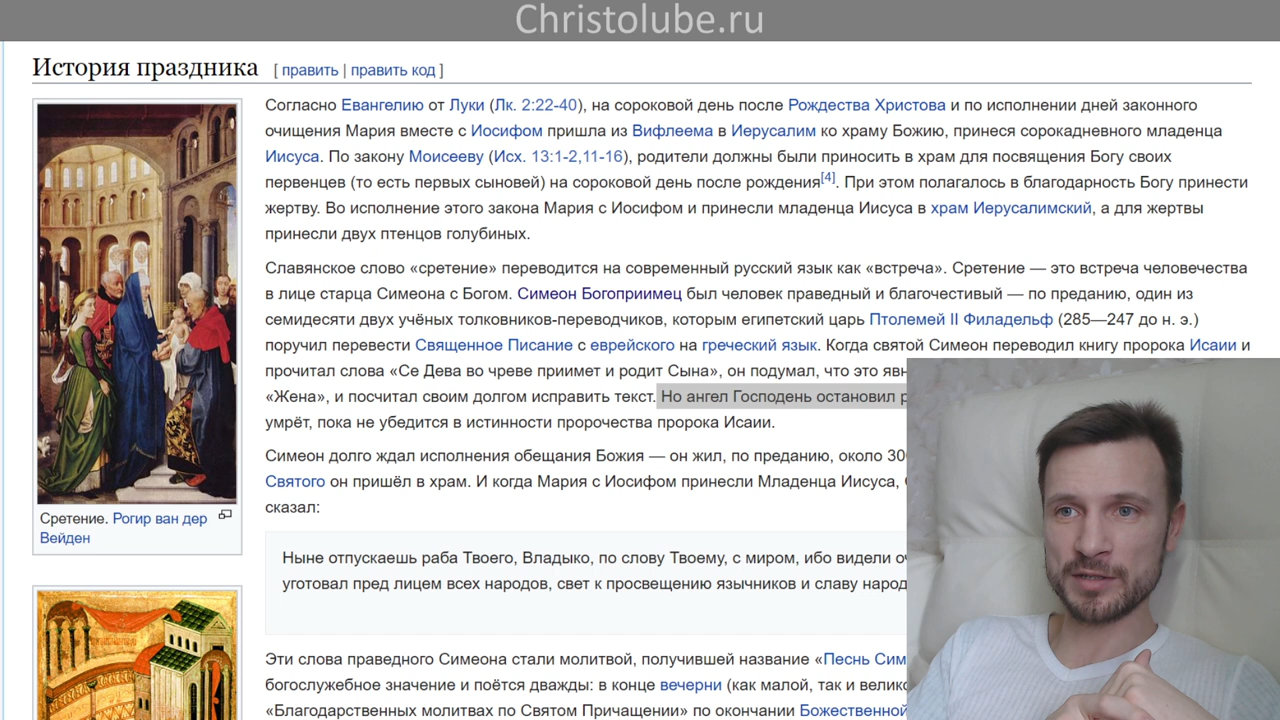 Christolube.ru
История праздника [ править | править код ]
Согласно Евангелию от Луки (Лк. 2:22-40), на сороковой день после Рождества Христова и по исполнении дней законного
очищения Мария вместе с Иосифом пришла из Вифлеема в Иерусалим ко храму Божию, принеся сорокадневного младенца
Иисуса. По закону Моисееву (Исх. 13:1-2,11-16), родители должны были приносить в храм для посвящения Богу своих
первенцев (то есть первых сыновей) на сороковой день после рождения[4]. При этом полагалось в благодарность Богу принести
жертву. Во исполнение этого закона Мария с Иосифом и принесли младенца Иисуса в храм Иерусалимский, а для жертвы
принесли двух птенцов голубиных.
Славянское слово «сретение» переводится на современный русский язык как «встреча». Сретение — это встреча человечества
в лице старца Симеона с Богом. Симеон Богоприимец был человек праведный и благочестивый — по преданию, один из
семидесяти двух учёных толковников-переводчиков, которым египетский царь Птолемей II Филадельф (285—247 до н. э.)
поручил перевести Священное Писание с еврейского на греческий язык. Когда святой Симеон переводил книгу пророка Исаии и
прочитал слова «Се Дева во чреве приимет и родит Сына», он подумал, что это явн
«Жена», и посчитал своим долгом исправить текст. Но ангел Господень остановил р
умрёт, пока не убедится в истинности пророчества пророка Исаии.
Симеон долго ждал исполнения обещания Божия — он жил, по преданию, около 30
Святого он пришёл в храм. И когда Мария с Иосифом принесли Младенца Иисуса,
сказал:
Ныне отпускаешь раба Твоего, Владыко, по слову Твоему, с миром, ибо видели оч
уготовал пред лицем всех народов, свет к просвещению язычников и славу народ
Эти слова праведного Симеона стали молитвой, получившей название «Песнь Сим
богослужебное значение и поётся дважды: в конце вечерни (как малой, так и велико
«Благодарственных молитвах по Святом Причащении» по окончании Божественной
Сретение. Рогир ван дер
Вейден